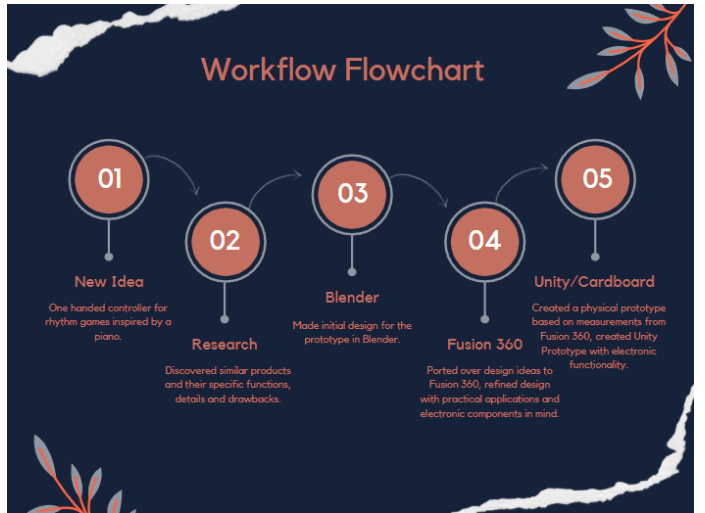 Workflow Flowchart
01
New Idea
One handed controller for
rhythm games inspired by a
piano.
02
Research
Discovered similar products
and their specific functions,
details and drawbacks.
03
Blender
Made initial design for the
prototype in Blender.
04
Fusion 360
Ported over design ideas to
Fusion 360, refined design
with practical applications and
electronic components in mind.
05
Unity/Cardboard
Created a physical prototype
based on measurements from
Fusion 360, created Unity
Prototype with electronic
functionality.